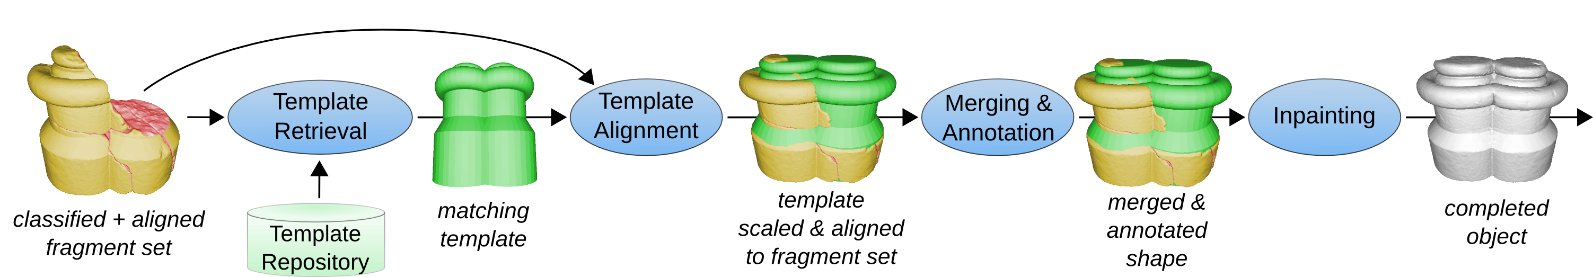 classified + aligned
fragment set
Template
Retrieval
Template
Repository
matching
template
Template
Alignment
template
scaled & aligned
to fragment set
Merging &
Annotation
merged &
annotated
shape
Inpainting
completed
object